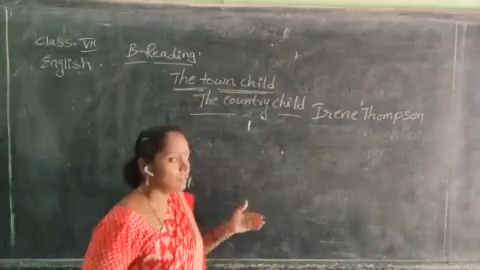 Class-VII
English.
B-Reading.
The town child
The country child
Irene Thompson